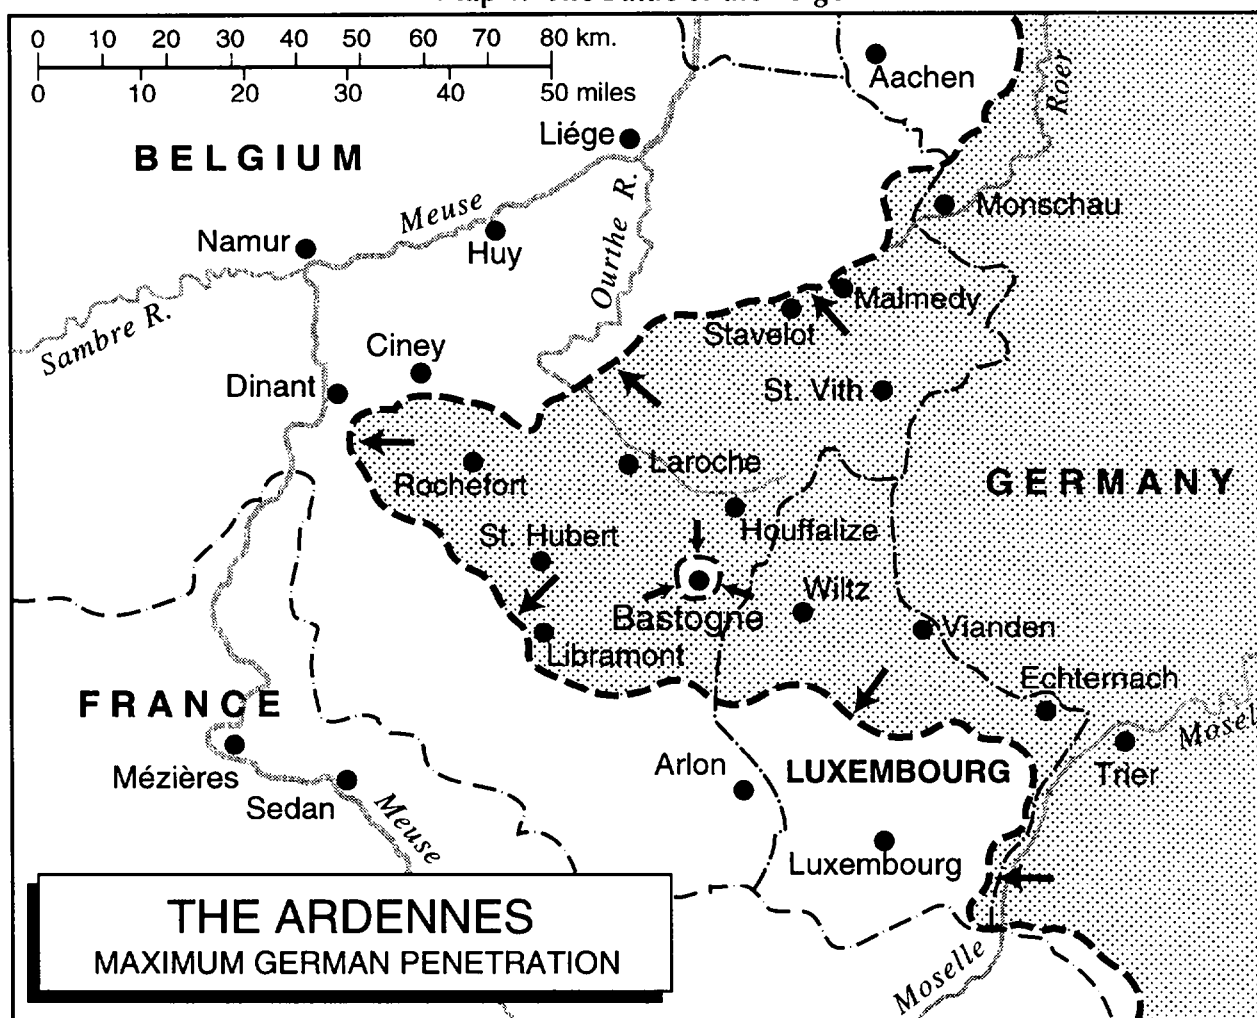 0 10 20 30 40 50 60 70 80 km.
0 10 20 30 40 50 miles
Aachen
Roer
Liége
BELGIUM
Meuse
Ourthe R.
Monschau
Namur
Huy
Sambre R.
Malmedy
Stavelot
Ciney
Dinant
St. Vith
Laroche
Rochefort
GERMANY
St. Hubert
Houffalize
Wiltz
Bastogne
Vianden
Libramont
Echternach
FRANCE
Mosel
Mézières
Arlon
LUXEMBOURG
Trier
Sedan
Meuse
Luxembourg
THE ARDENNES
MAXIMUM GERMAN PENETRATION
Moselle